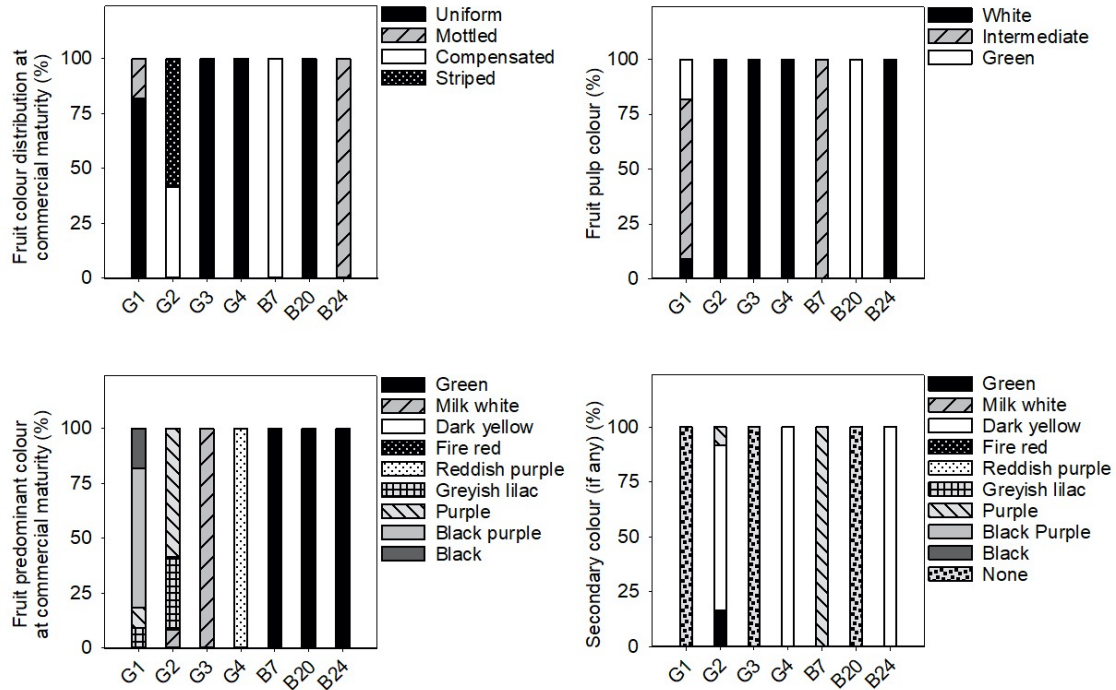 Fruit colour distribution at
commercial maturity (%)
100
75
50
25
0
G1
G2
G3
G4
B7
B20
B24
Uniform
Mottled
Compensated
Striped
Fruit pulp colour (%)
100
75
50
25
0
G1
G2
G3
G4
B7
B20
B24
White
Intermediate
Green
Fruit predominant colour
at commercial maturity (%)
100
75
50
25
0
G1
G2
G3
G4
B7
B20
B24
Green
Milk white
Dark yellow
Fire red
Reddish purple
Greyish lilac
Purple
Black purple
Black
Secondary colour (if any) (%)
100
75
50
25
0
G1
G2
G3
G4
B7
B20
B24
Green
Milk white
Dark yellow
Fire red
Reddish purple
Greyish lilac
Purple
Black Purple
Black
None